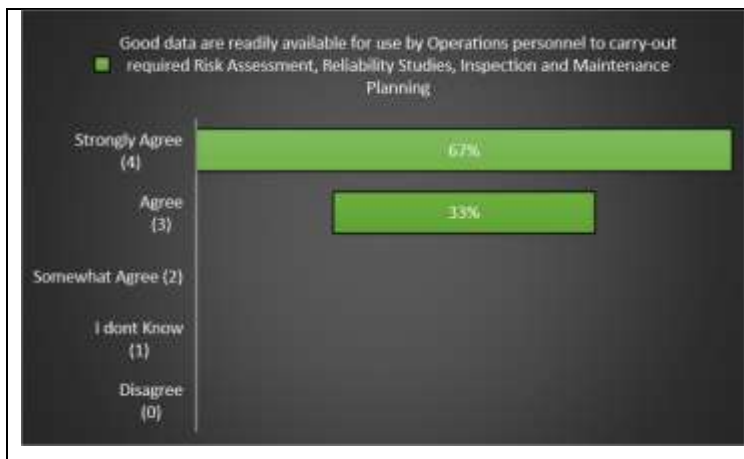 Good data are readily available for use by Operations personnel to carry-out
required Risk Assessment, Reliability Studies, Inspection and Maintenance
Planning
Strongly Agree
(4)
67%
Agree
(3)
33%
Somewhat Agree (2)
I dont Know
(1)
Disagree
(0)